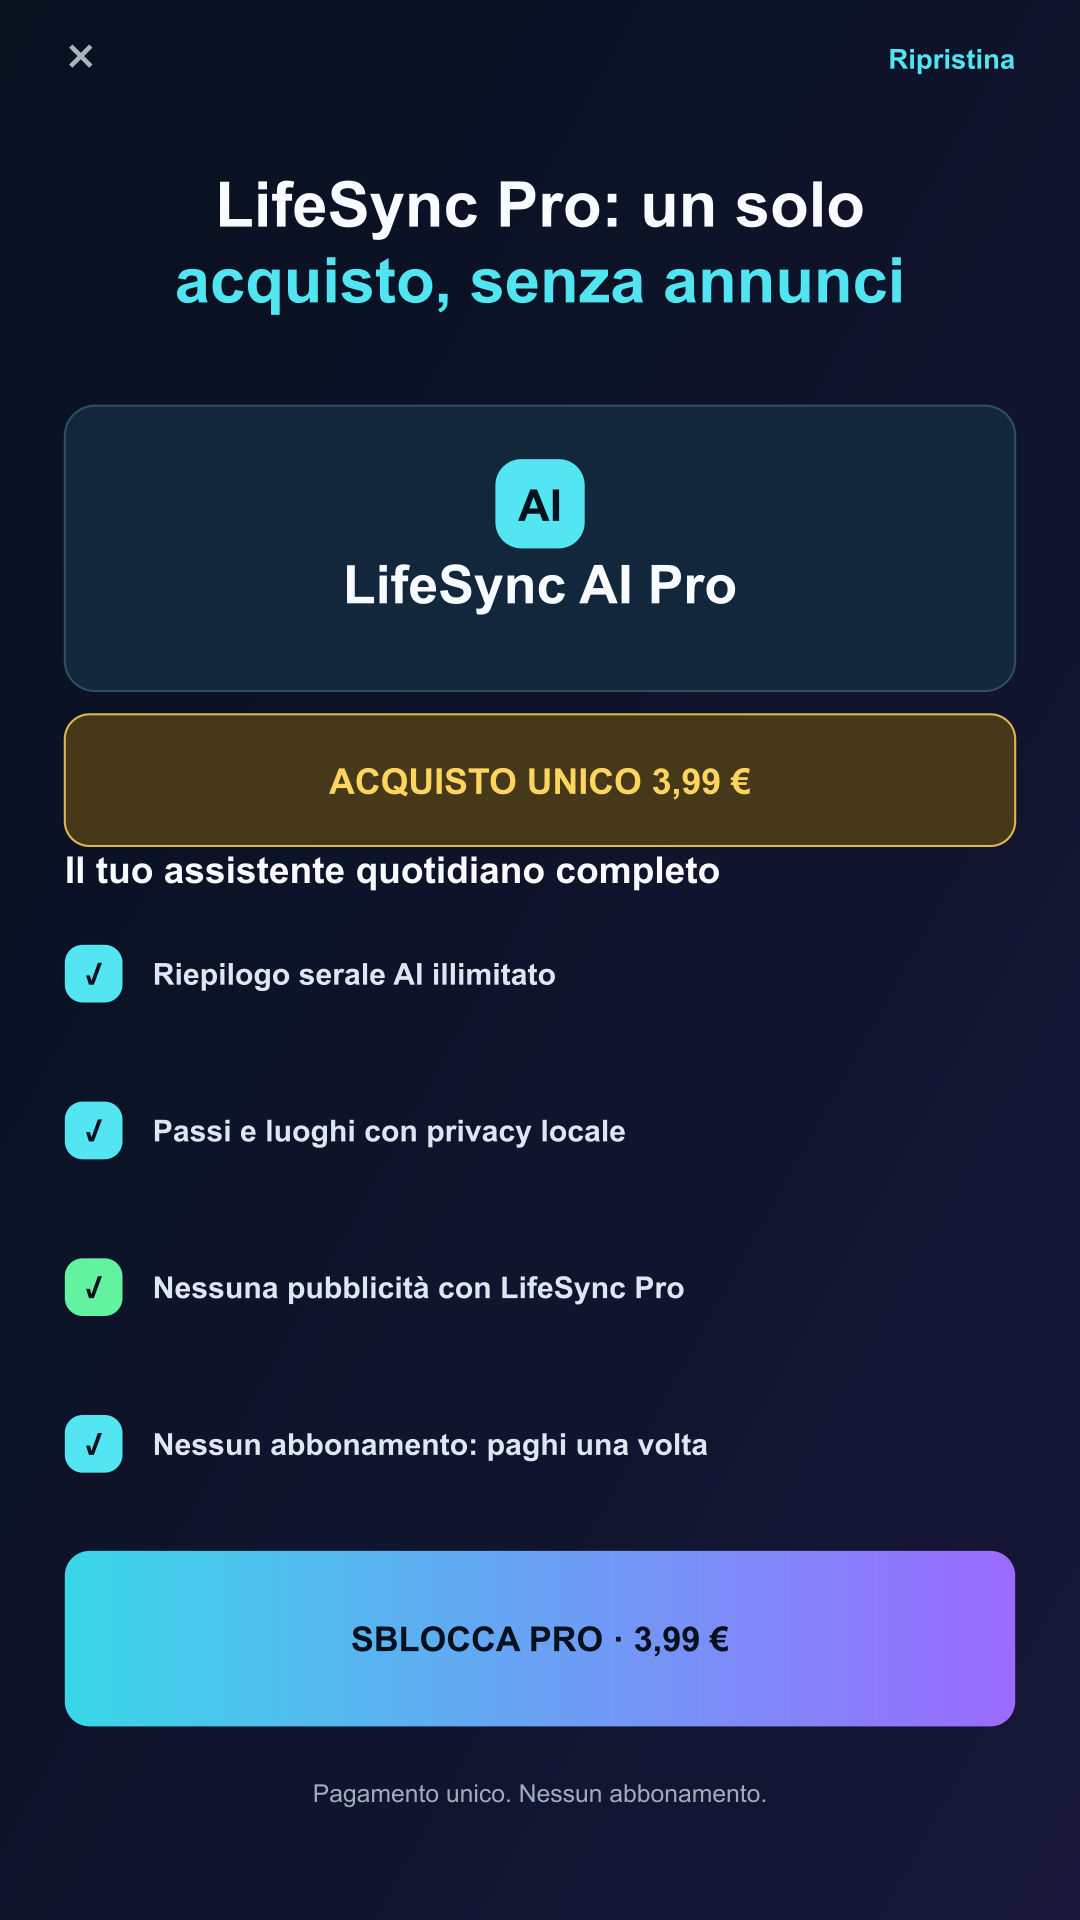 ✕
Ripristina
LifeSync Pro: un solo
acquisto, senza annunci
AI
LifeSync AI Pro
ACQUISTO UNICO 3,99 €
Il tuo assistente quotidiano completo
✓ Riepilogo serale AI illimitato
✓ Passi e luoghi con privacy locale
✓ Nessuna pubblicità con LifeSync Pro
✓ Nessun abbonamento: paghi una volta
SBLOCCA PRO · 3,99 €
Pagamento unico. Nessun abbonamento.